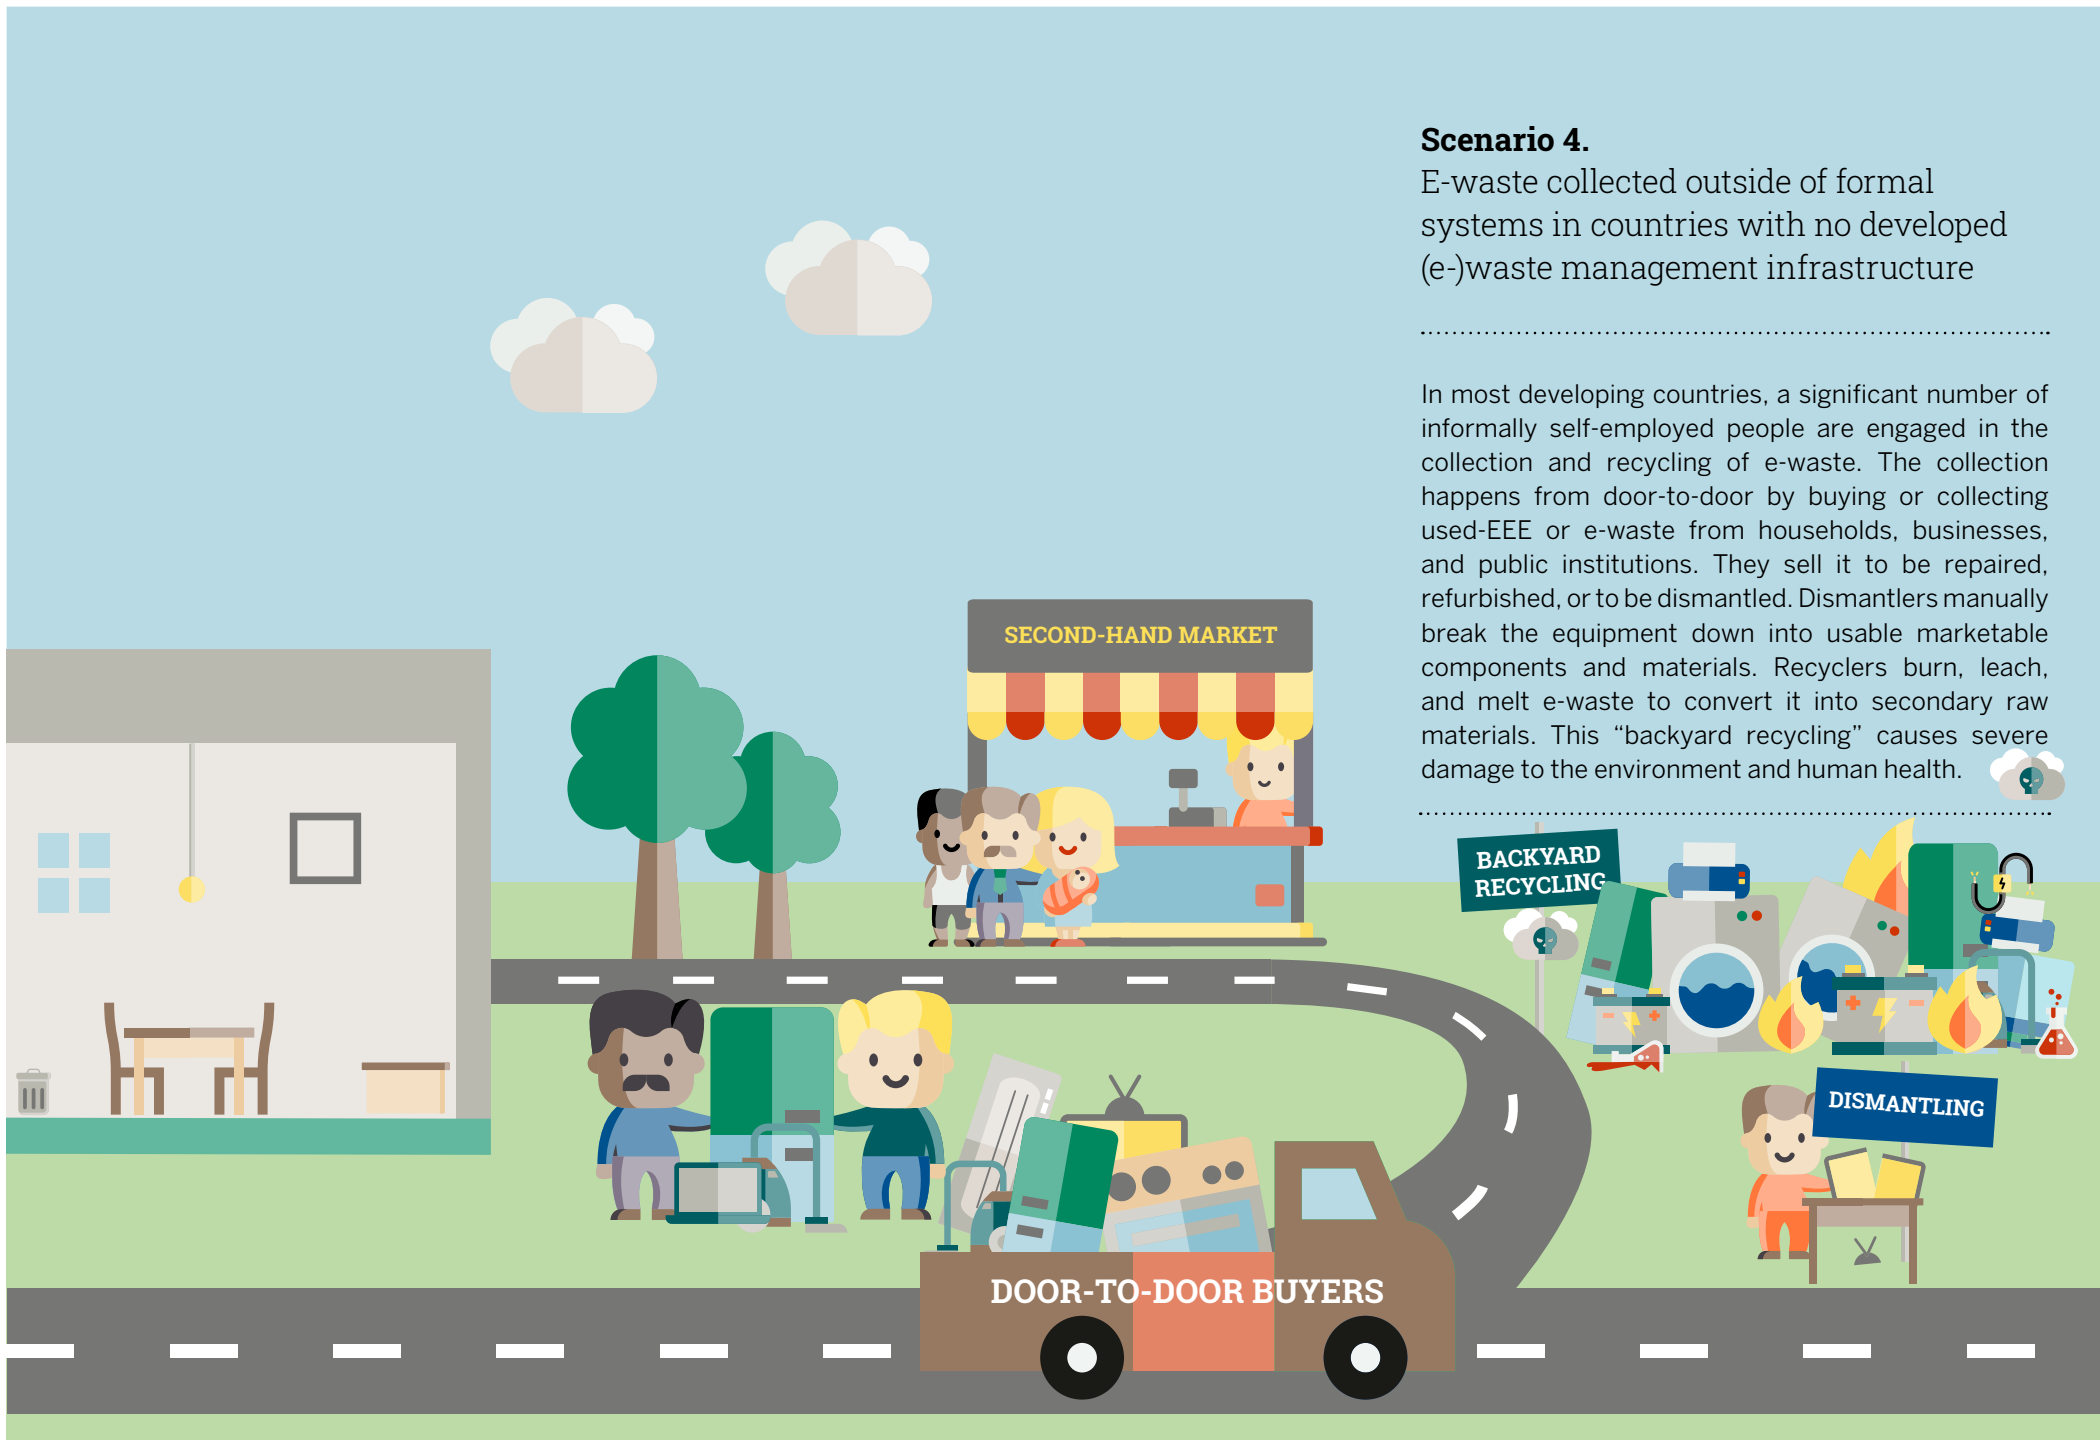 Scenario 4.
E-waste collected outside of formal
systems in countries with no developed
(e-)waste management infrastructure
In most developing countries, a significant number of
informally self-employed people are engaged in the
collection and recycling of e-waste. The collection
happens from door-to-door by buying or collecting
used-EEE or e-waste from households, businesses,
and public institutions. They sell it to be repaired,
refurbished, or to be dismantled. Dismantlers manually
break the equipment down into usable marketable
components and materials. Recyclers burn, leach,
and melt e-waste to convert it into secondary raw
materials. This “backyard recycling” causes severe
damage to the environment and human health.
SECOND-HAND MARKET
BACKYARD
RECYCLING
DISMANTLING
DOOR-TO-DOOR BUYERS